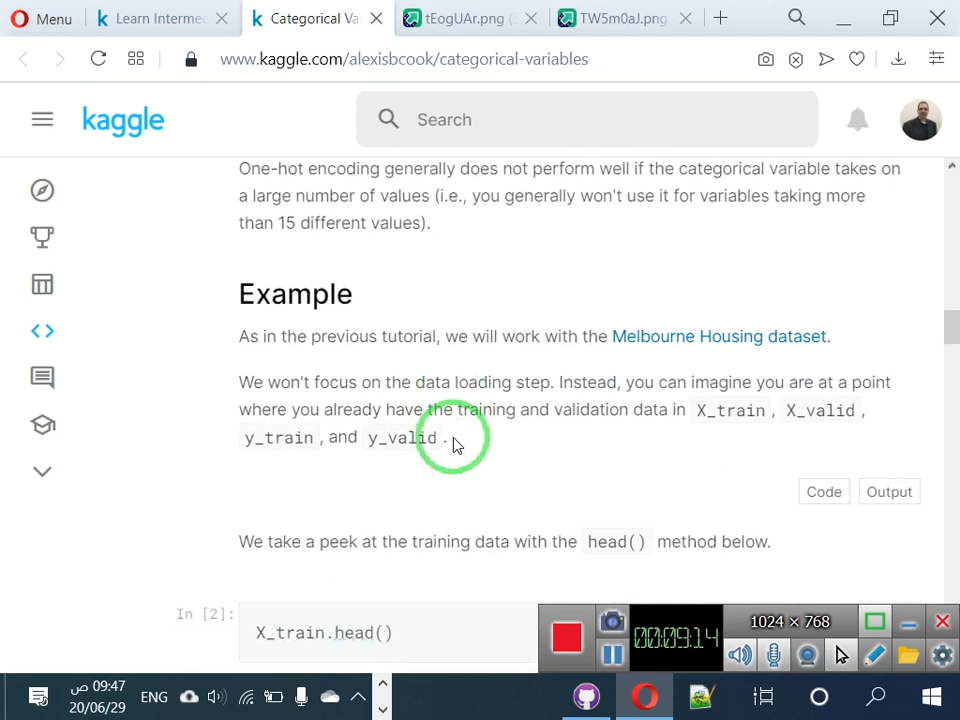 Menu
Learn Interme
Categorical Va
tEogUAr.png (
TW5m0aJ.png
www.kaggle.com/alexisbcook/categorical-variables
kaggle
Search
One-hot encoding generally does not perform well if the categorical variable takes on
a large number of values (i.e., you generally won't use it for variables taking more
than 15 different values).
Example
As in the previous tutorial, we will work with the Melbourne Housing dataset.
We won't focus on the data loading step. Instead, you can imagine you are at a point
where you already have the training and validation data in X_train, X_valid,
y_train, and y_valid.
Code Output
We take a peek at the training data with the head() method below.
In [2]:
X_train.head()
00:09:14
1024 × 768
09:47 ص
20/06/29
ENG